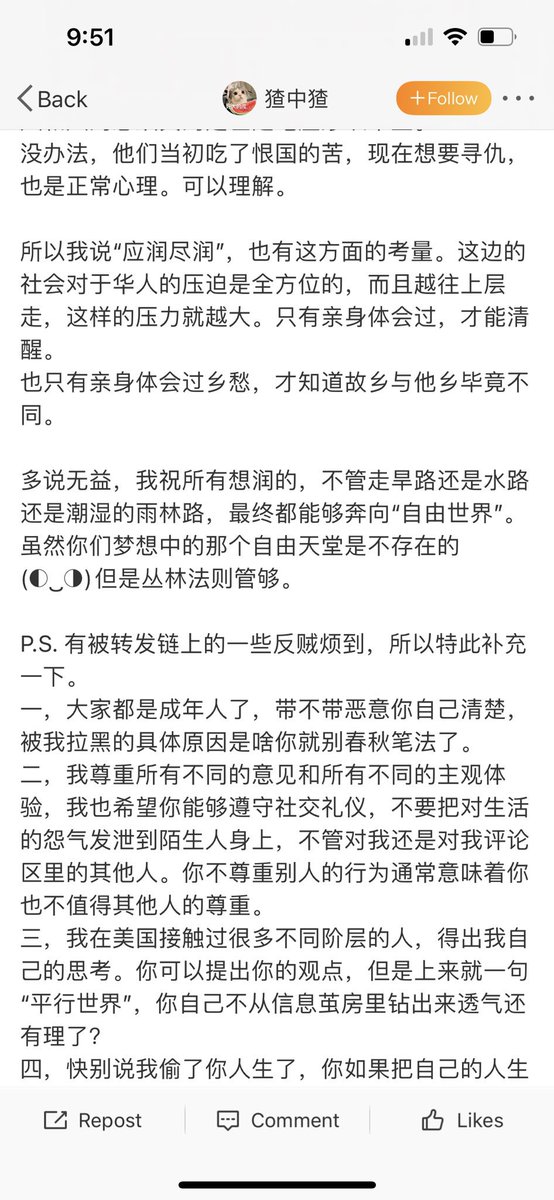 9:51
Back
猹中猹
+Follow
没办法，他们当初吃了恨国的苦，现在想要寻仇，
也是正常心理。可以理解。
所以我说“应润尽润”，也有这方面的考量。这边的
社会对于华人的压迫是全方位的，而且越往上层
走，这样的压力就越大。只有亲身体会过，才能清
醒。
也只有亲身体会过乡愁，才知道故乡与他乡毕竟不
同。
多说无益，我祝所有想润的，不管走旱路还是水路
还是潮湿的雨林路，最终都能够奔向“自由世界”。
虽然你们梦想中的那个自由天堂是不存在的
(◐‿◑)但是丛林法则管够。
P.S. 有被转发链上的一些反贼烦到，所以特此补充
一下。
一，大家都是成年人了，带不带恶意你自己清楚，
被我拉黑的具体原因是啥你就别春秋笔法了。
二，我尊重所有不同的意见和所有不同的主观体
验，我也希望你能够遵守社交礼仪，不要把对生活
的怨气发泄到陌生人身上，不管对我还是对我评论
区里的其他人。你不尊重别人的行为通常意味着你
也不值得其他人的尊重。
三，我在美国接触过很多不同阶层的人，得出我自
己的思考。你可以提出你的观点，但是上来就一句
“平行世界”，你自己不从信息茧房里钻出来透气还
有理了？
四，快别说我偷了你人生了，你如果把自己的人生
Repost
Comment
Likes